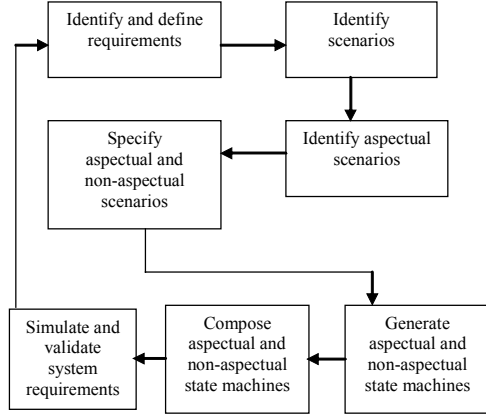 Identify and define
requirements
Identify
scenarios
Identify aspectual
scenarios
Specify
aspectual and
non-aspectual
scenarios
Generate
aspectual and
non-aspectual
state machines
Compose
aspectual and
non-aspectual
state machines
Simulate and
validate
system
requirements